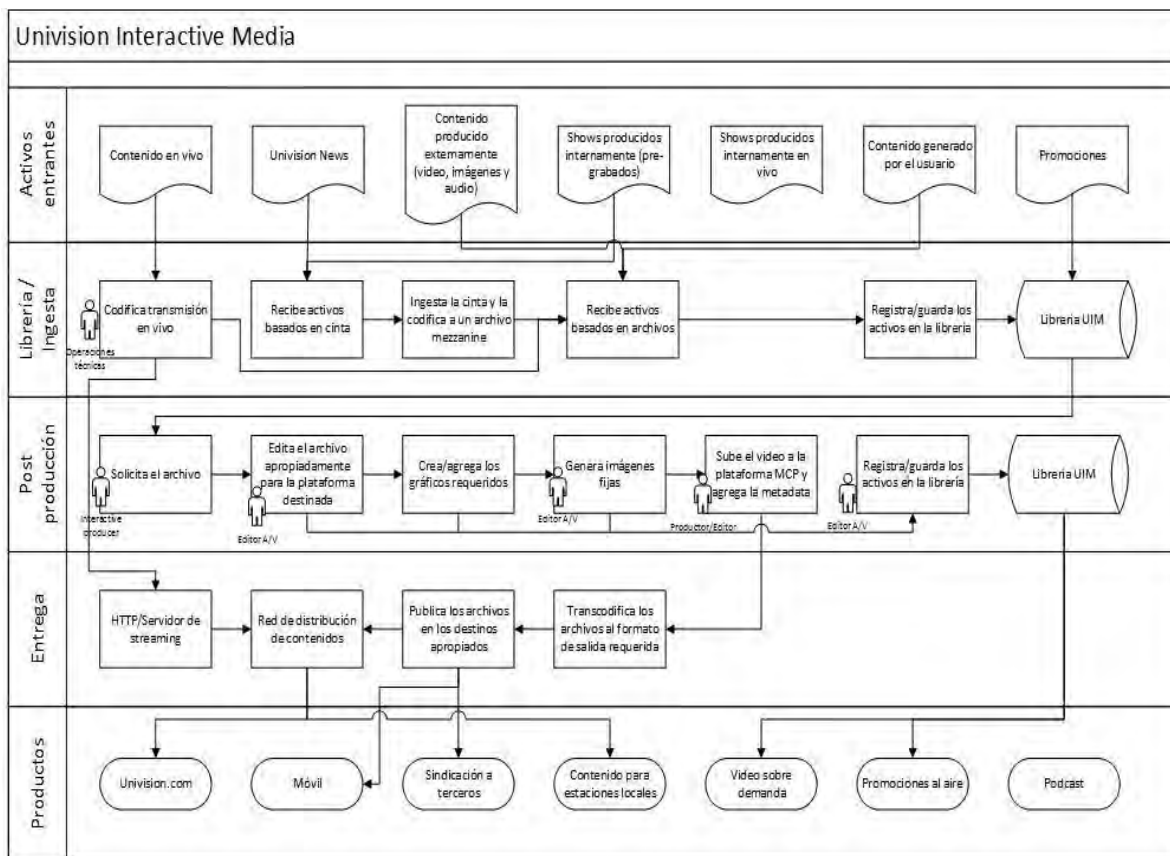 Univision Interactive Media
Activos
entrantes
Contenido en vivo
Univision News
Contenido
producido
externamente
(video, imágenes y
audio)
Shows producidos
internamente (pre-
grabados)
Shows producidos
internamente en
vivo
Contenido generado
por el usuario
Promociones
Librería /
Ingesta
Codifica transmisión
en vivo
Operaciones
técnicas
Recibe activos
basados en cinta
Ingesta la cinta y la
codifica a un archivo
mezzanine
Recibe activos
basados en archivos
Registra/guarda los
activos en la librería
Libreria UIM
Post
producción
Solicita el archivo
Interactive
producer
Edita el archivo
apropiadamente
para la plataforma
destinada
Editor A/V
Crea/agrega los
gráficos requeridos
Genera imágenes
fijas
Editor A/V
Sube el video a la
plataforma MCP y
agrega la metadata
Productor/Editor
Registra/guarda los
activos en la librería
Editor A/V
Libreria UIM
Entrega
HTTP/Servidor de
streaming
Red de distribución
de contenidos
Publica los archivos
en los destinos
apropiados
Transcodifica los
archivos al formato
de salida requerida
Productos
Univision.com
Móvil
Sindicación a
terceros
Contenido para
estaciones locales
Video sobre
demanda
Promociones al aire
Podcast